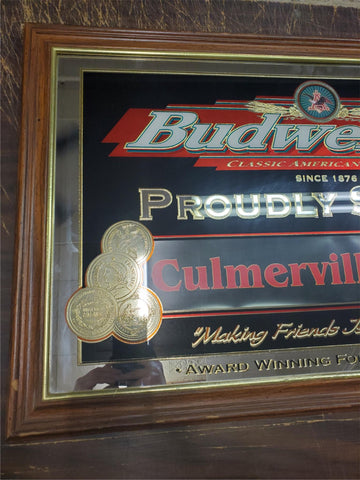 Budwe
CLASSIC AMERICAN
SINCE 1876
PROUDLY S
Culmervill
"Making Friends
AWARD WINNING FO